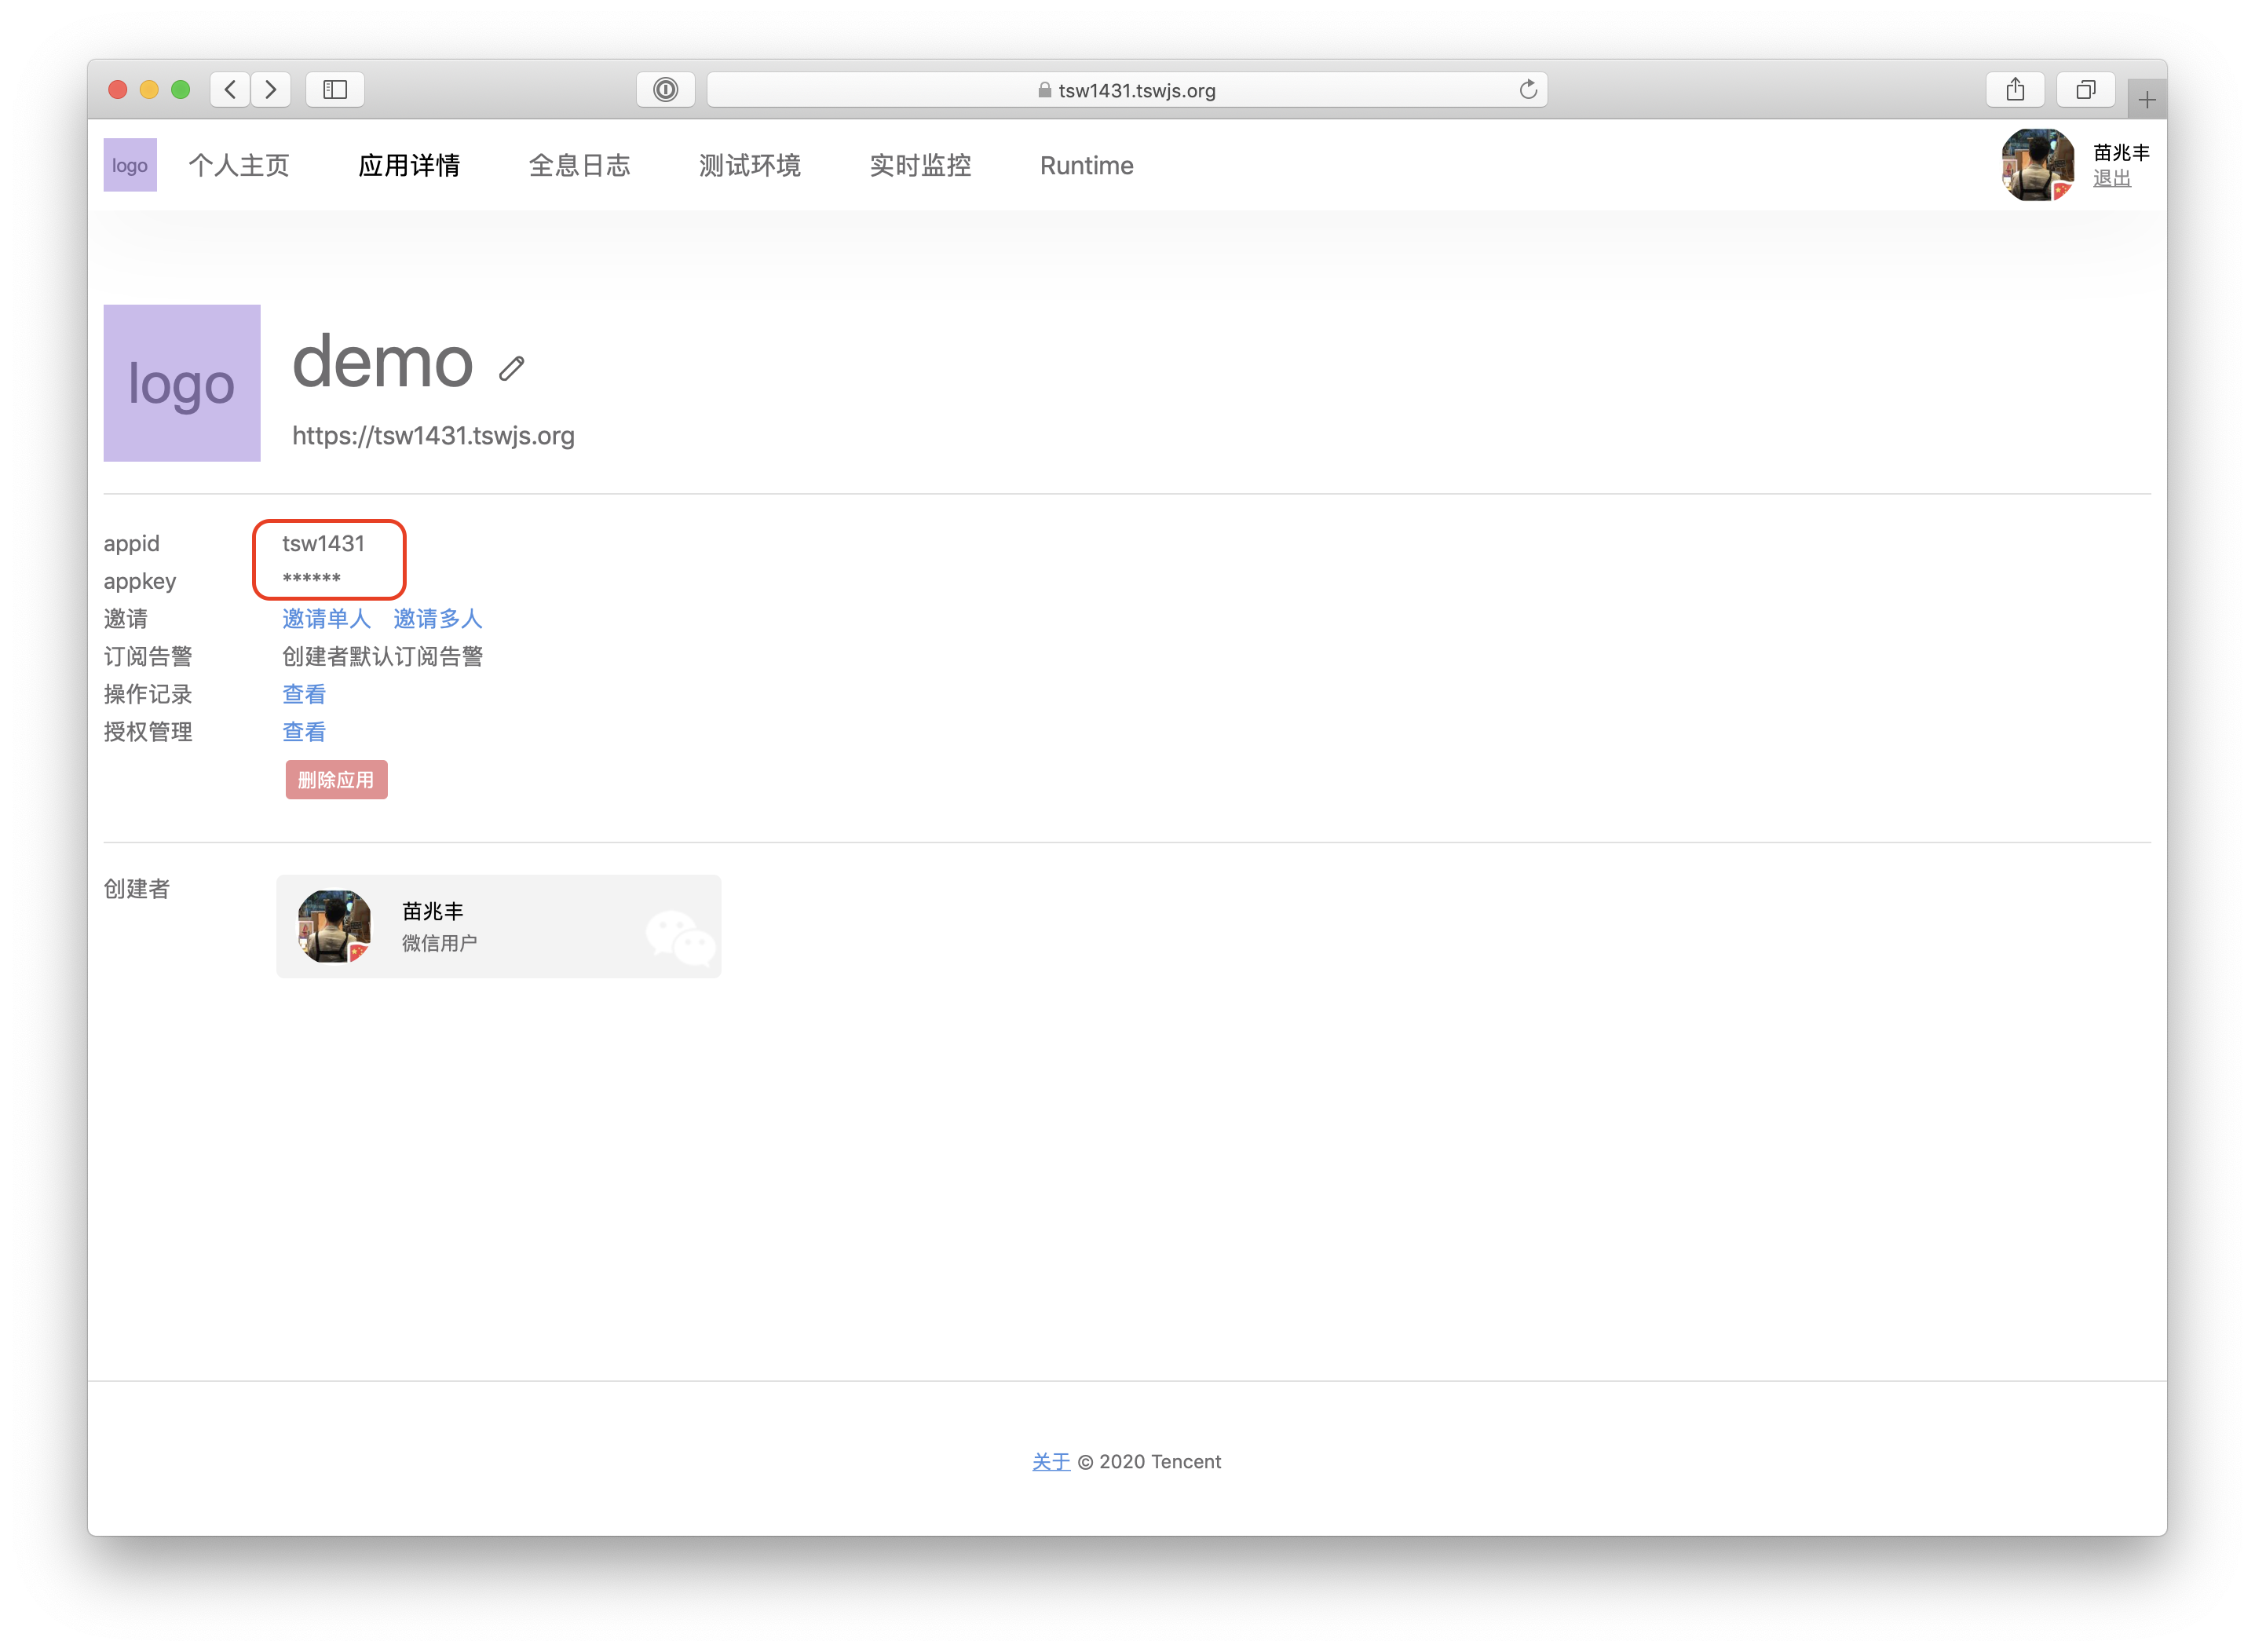 tsw1431.tswjs.org
logo 个人主页 应用详情 全息日志 测试环境 实时监控 Runtime 苗兆丰
退出
logo
demo
https://tsw1431.tswjs.org
appid tsw1431
appkey ******
邀请 邀请单人 邀请多人
订阅告警 创建者默认订阅告警
操作记录 查看
授权管理 查看
删除应用
创建者 苗兆丰
微信用户
关于 © 2020 Tencent